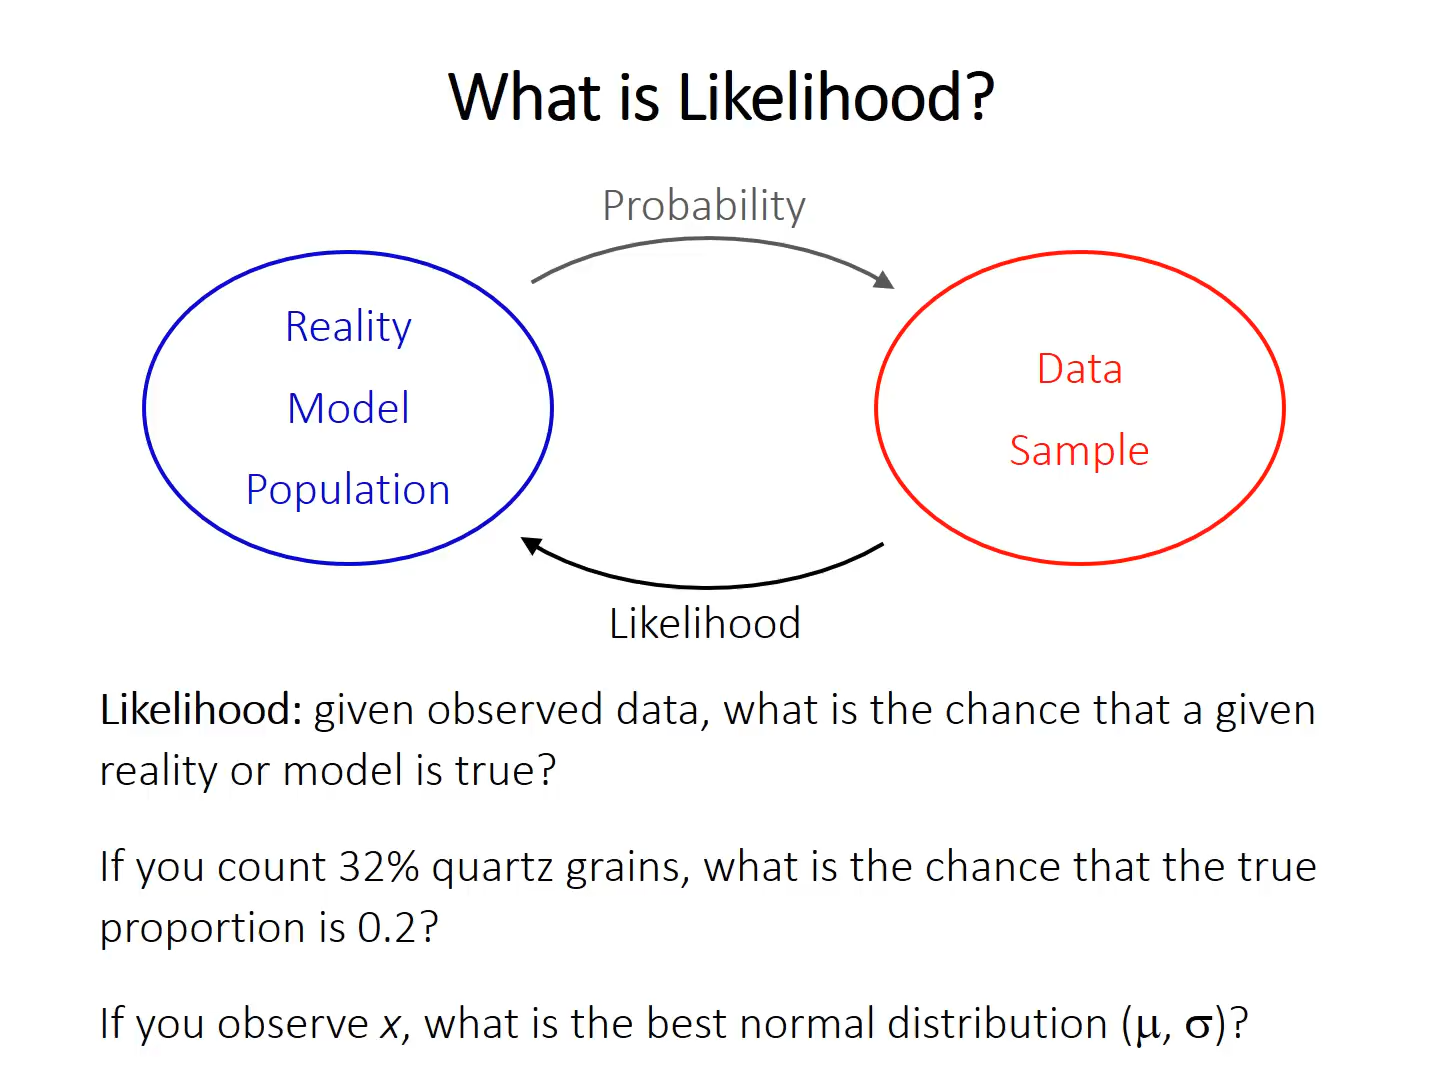 What is Likelihood?
Probability
Reality
Model
Population
Data
Sample
Likelihood
Likelihood: given observed data, what is the chance that a given
reality or model is true?
If you count 32% quartz grains, what is the chance that the true
proportion is 0.2?
If you observe x, what is the best normal distribution (μ, σ)?